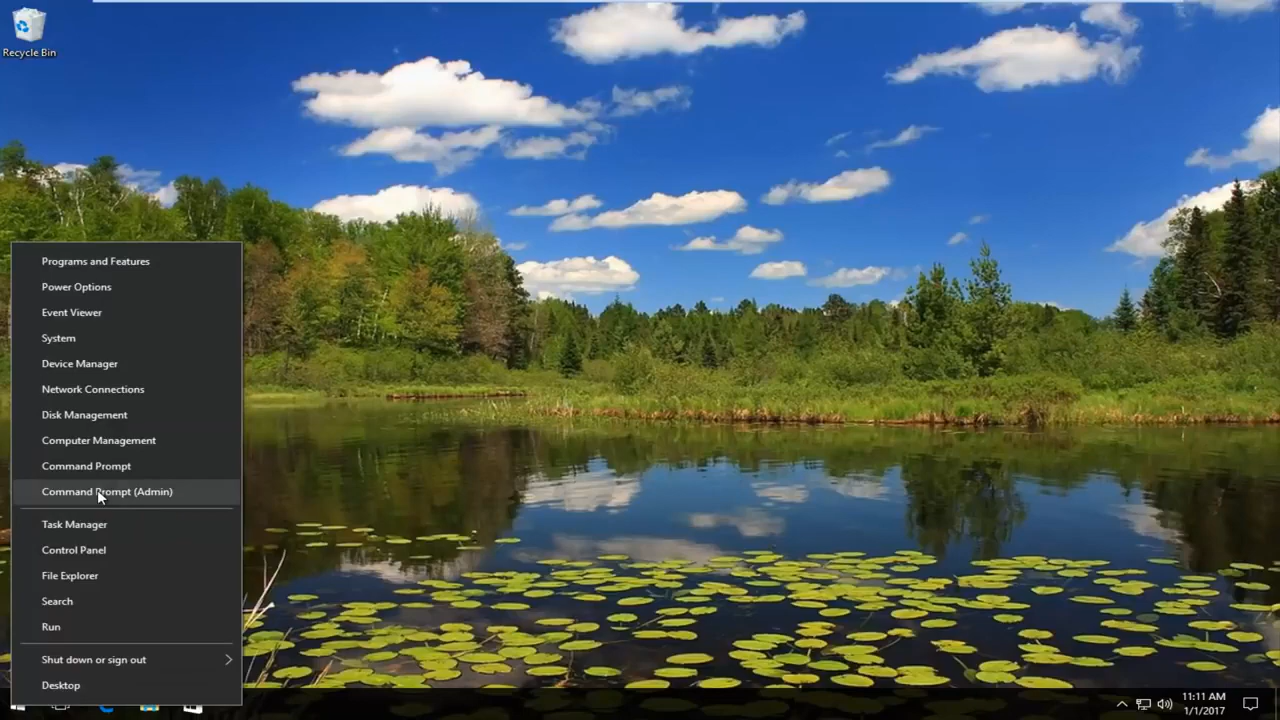 Recycle Bin
Programs and Features
Power Options
Event Viewer
System
Device Manager
Network Connections
Disk Management
Computer Management
Command Prompt
Command Prompt (Admin)
Task Manager
Control Panel
File Explorer
Search
Run
Shut down or sign out
Desktop
11:11 AM
1/1/2017